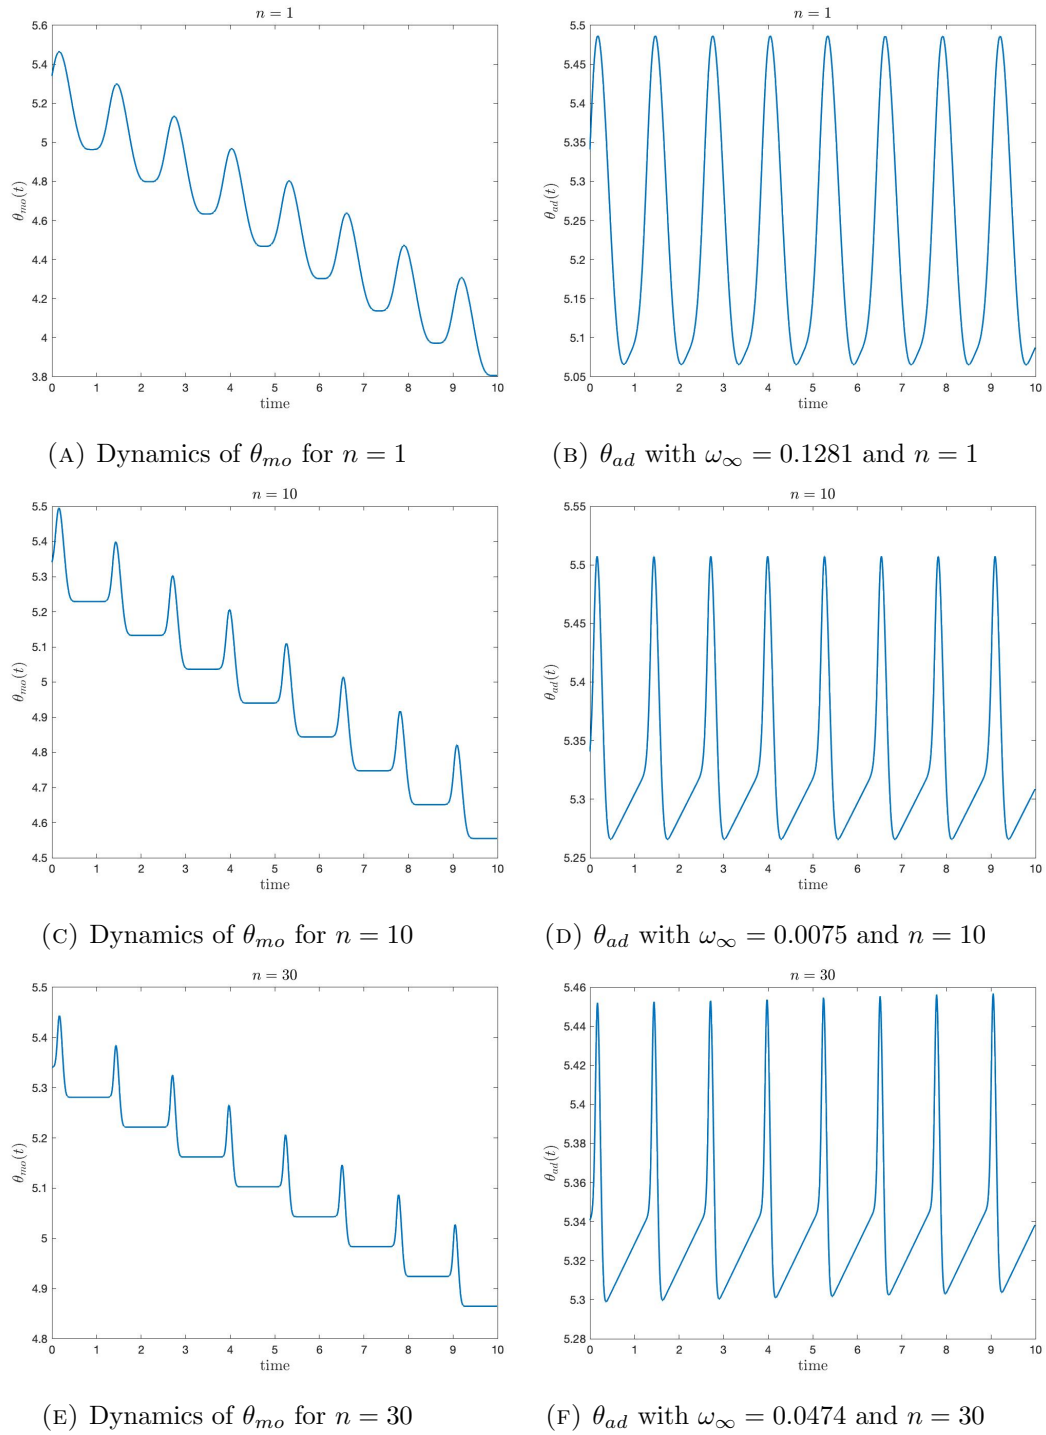 n = 1
5.6
5.4
5.2
5
4.8
4.6
4.4
4.2
4
3.8
θ_mo(t)
0 1 2 3 4 5 6 7 8 9 10
time
(A) Dynamics of θ_mo for n = 1
n = 1
5.5
5.45
5.4
5.35
5.3
5.25
5.2
5.15
5.1
5.05
θ_ad(t)
0 1 2 3 4 5 6 7 8 9 10
time
(B) θ_ad with ω_∞ = 0.1281 and n = 1
n = 10
5.5
5.4
5.3
5.2
5.1
5
4.9
4.8
4.7
4.6
4.5
θ_mo(t)
0 1 2 3 4 5 6 7 8 9 10
time
(C) Dynamics of θ_mo for n = 10
n = 10
5.55
5.5
5.45
5.4
5.35
5.3
5.25
θ_ad(t)
0 1 2 3 4 5 6 7 8 9 10
time
(D) θ_ad with ω_∞ = 0.0075 and n = 10
n = 30
5.5
5.4
5.3
5.2
5.1
5
4.9
4.8
θ_mo(t)
0 1 2 3 4 5 6 7 8 9 10
time
(E) Dynamics of θ_mo for n = 30
n = 30
5.46
5.44
5.42
5.4
5.38
5.36
5.34
5.32
5.3
5.28
θ_ad(t)
0 1 2 3 4 5 6 7 8 9 10
time
(F) θ_ad with ω_∞ = 0.0474 and n = 30